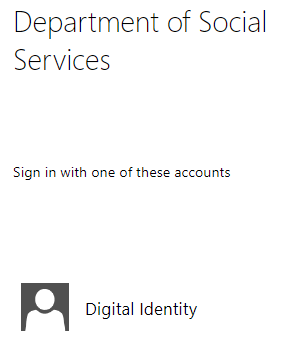 Department of Social
Services
Sign in with one of these accounts
Digital Identity